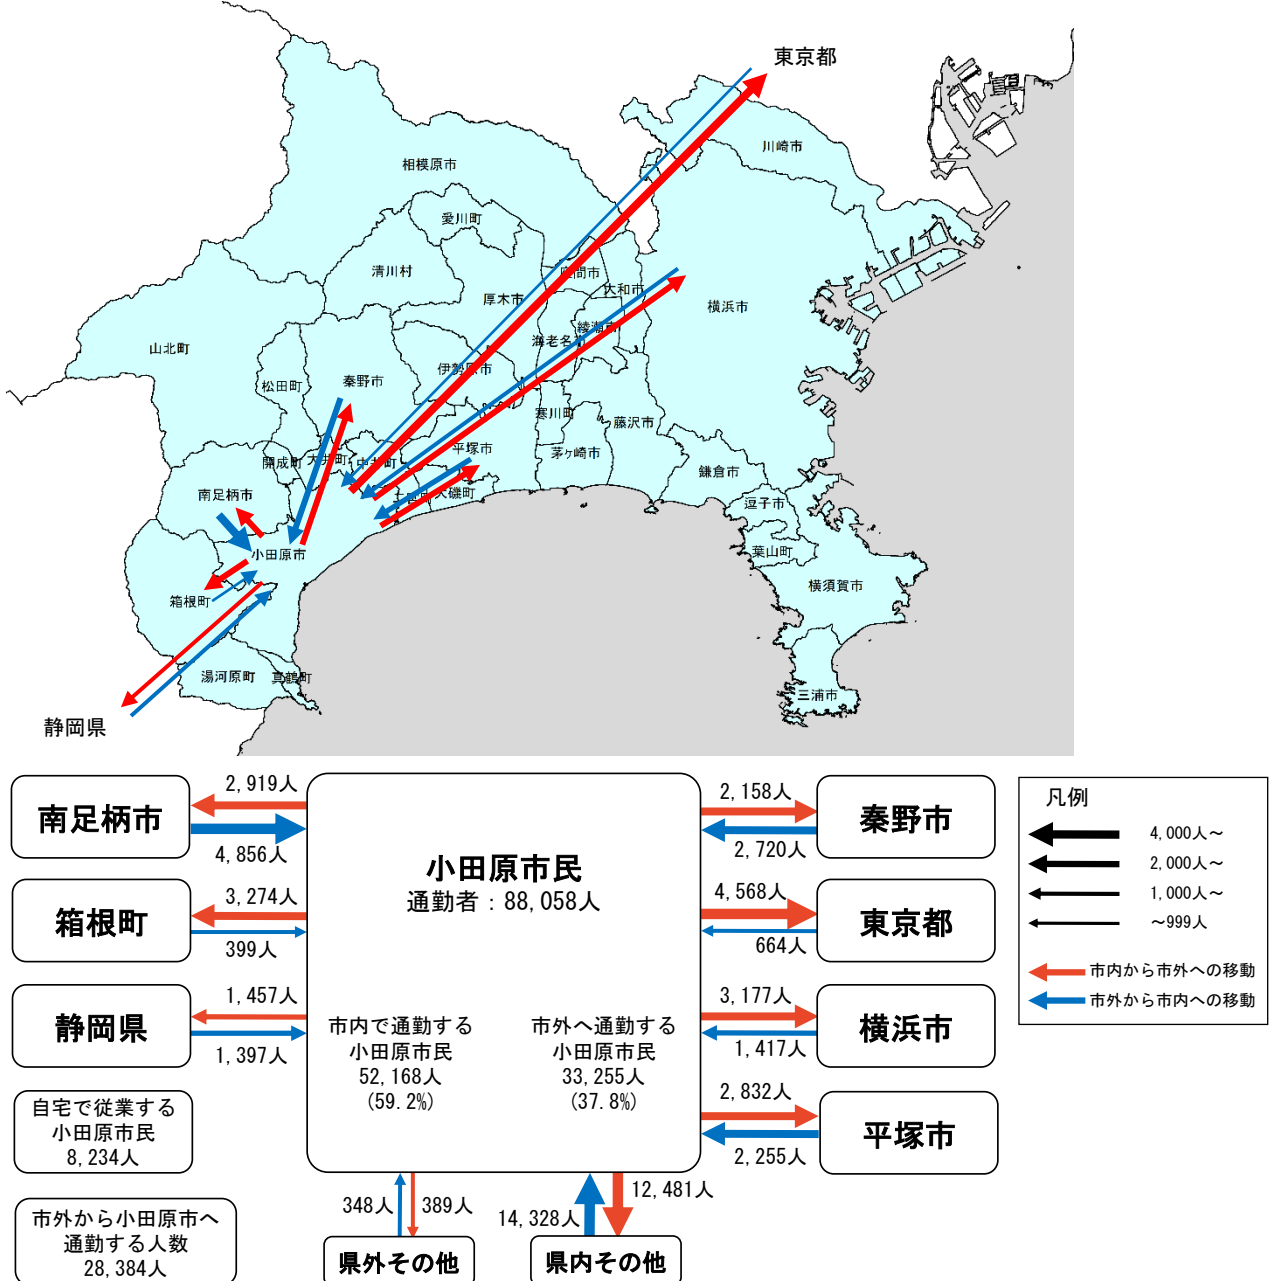 東京都
川崎市
相模原市
愛川町
清川村
座間市
大和市
厚木市
横浜市
綾瀬市
海老名市
山北町
伊勢原市
秦野市
松田町
寒川町
藤沢市
平塚市
茅ヶ崎市
開成町
大井町
中井町
鎌倉市
南足柄市
二宮町
大磯町
逗子市
小田原市
葉山町
横須賀市
箱根町
湯河原町
真鶴町
三浦市
静岡県
南足柄市
2,919人
4,856人
箱根町
3,274人
399人
静岡県
1,457人
1,397人
自宅で従業する
小田原市民
8,234人
市外から小田原市へ
通勤する人数
28,384人
小田原市民
通勤者：88,058人
市内で通勤する
小田原市民
52,168人
(59.2%)
市外へ通勤する
小田原市民
33,255人
(37.8%)
348人
389人
県外その他
14,328人
12,481人
県内その他
2,158人
2,720人
秦野市
4,568人
664人
東京都
3,177人
1,417人
横浜市
2,832人
2,255人
平塚市
凡例
4,000人～
2,000人～
1,000人～
～999人
市内から市外への移動
市外から市内への移動